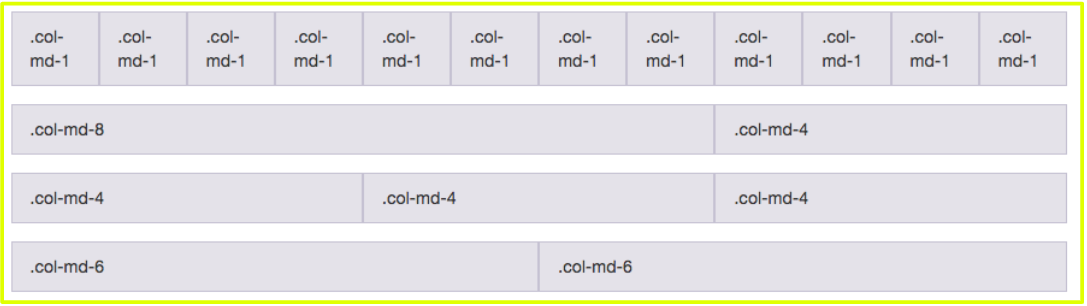 .col- .col- .col- .col- .col- .col- .col- .col- .col- .col- .col- .col-
md-1 md-1 md-1 md-1 md-1 md-1 md-1 md-1 md-1 md-1 md-1 md-1
.col-md-8 .col-md-4
.col-md-4 .col-md-4 .col-md-4
.col-md-6 .col-md-6